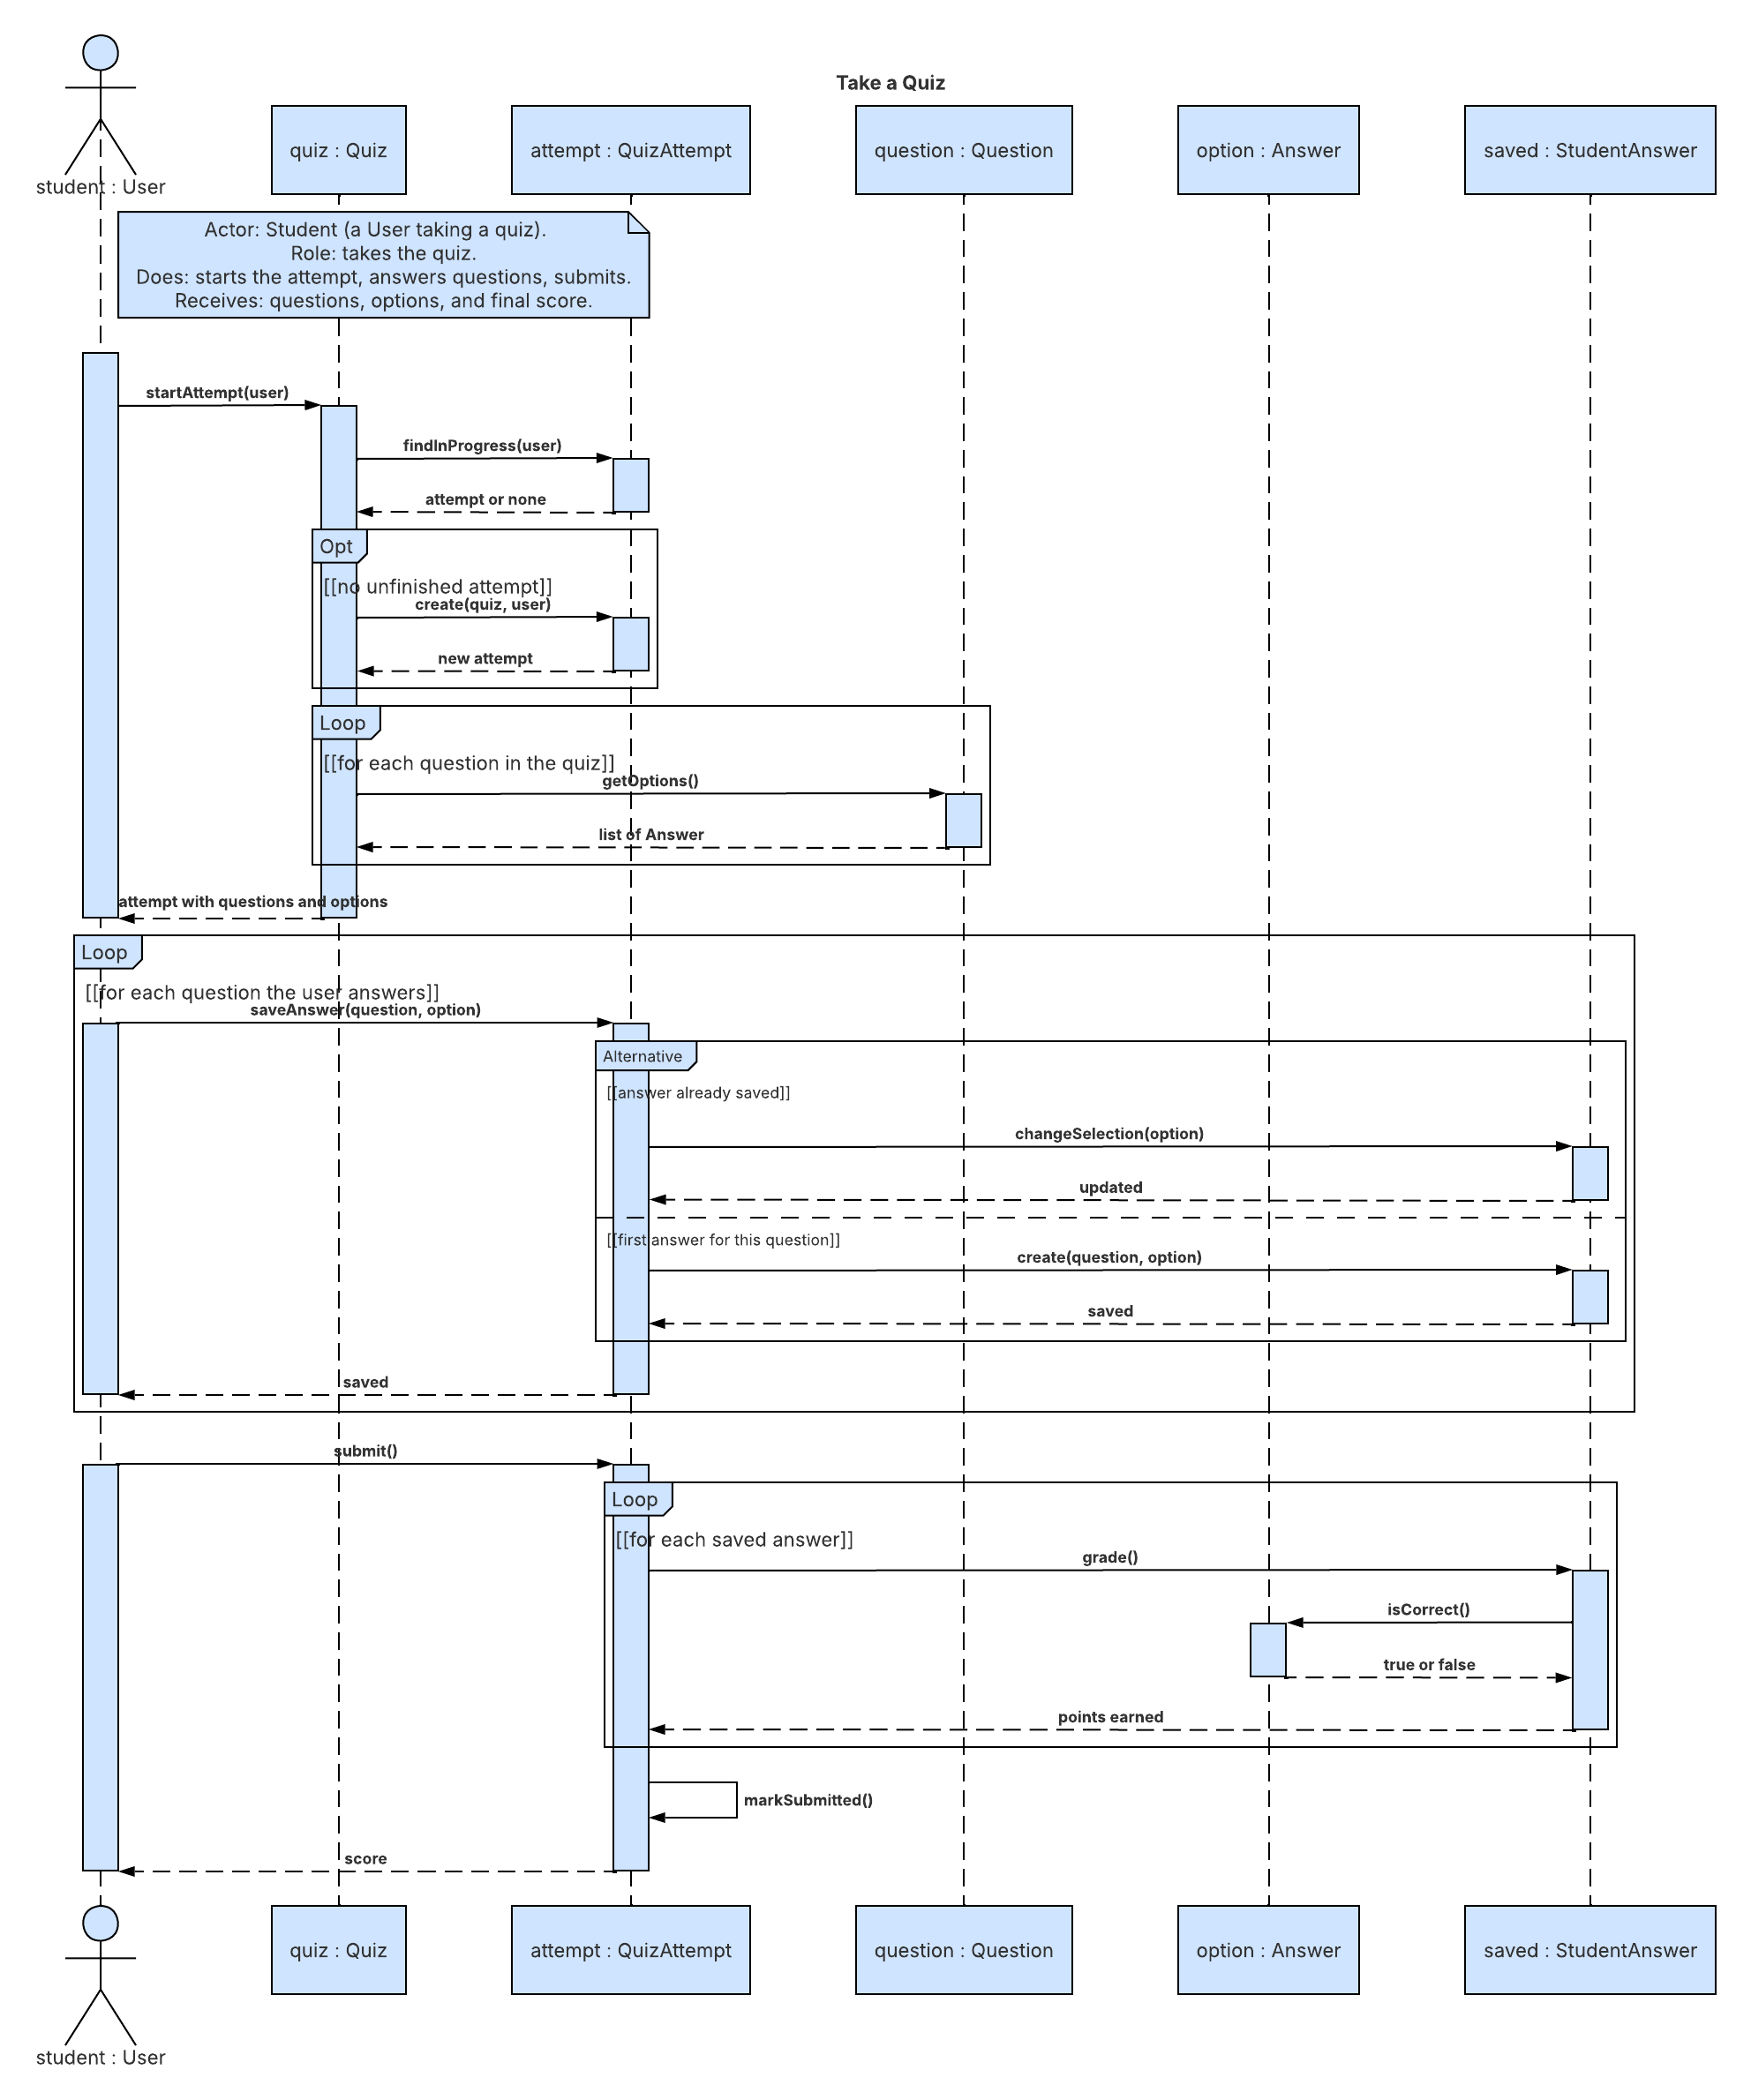 Take a Quiz
student : User
quiz : Quiz
attempt : QuizAttempt
question : Question
option : Answer
saved : StudentAnswer
Actor: Student (a User taking a quiz).
Role: takes the quiz.
Does: starts the attempt, answers questions, submits.
Receives: questions, options, and final score.
startAttempt(user)
findInProgress(user)
attempt or none
Opt
[[no unfinished attempt]]
create(quiz, user)
new attempt
Loop
[[for each question in the quiz]]
getOptions()
list of Answer
attempt with questions and options
Loop
[[for each question the user answers]]
saveAnswer(question, option)
Alternative
[[answer already saved]]
changeSelection(option)
updated
[[first answer for this question]]
create(question, option)
saved
saved
submit()
Loop
[[for each saved answer]]
grade()
isCorrect()
true or false
points earned
markSubmitted()
score
quiz : Quiz
attempt : QuizAttempt
question : Question
option : Answer
saved : StudentAnswer
student : User